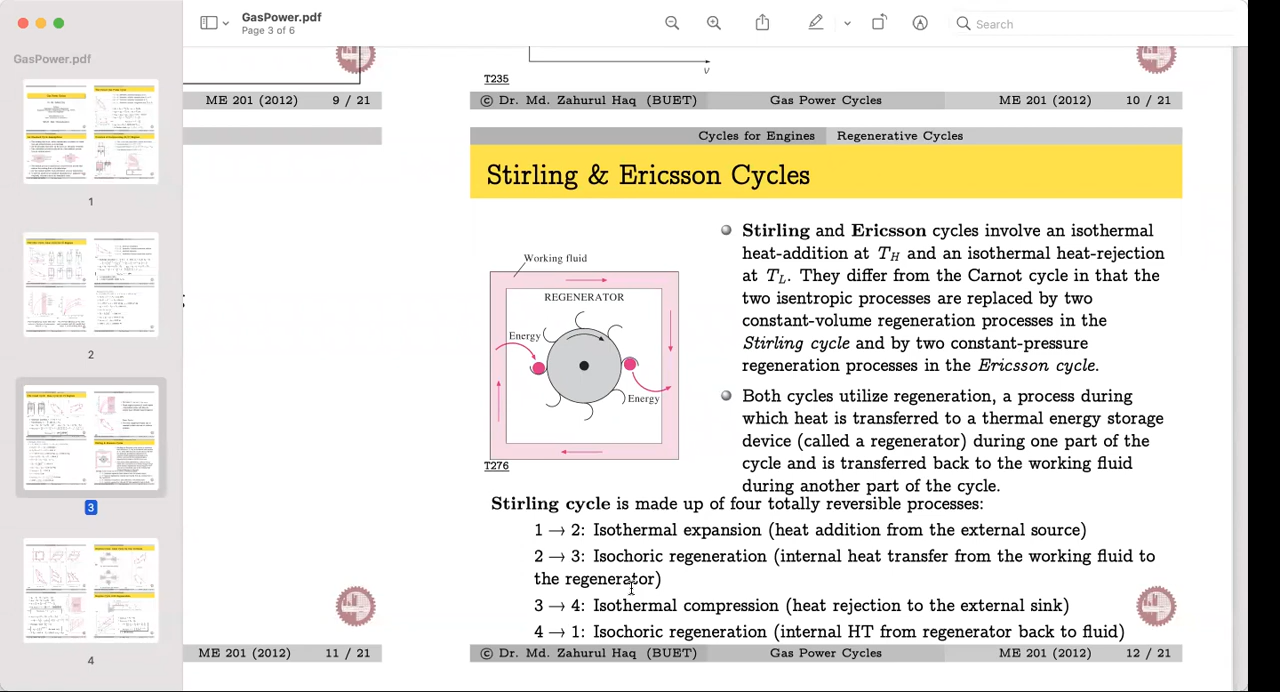 GasPower.pdf
Page 3 of 6
Search
GasPower.pdf
1
2
3
4
T235
v
9 / 21
© Dr. Md. Zahurul Haq (BUET) Gas Power Cycles ME 201 (2012) 10 / 21
ME 201 (2012) 9 / 21
Cycles for Engines Regenerative Cycles
Stirling & Ericsson Cycles
Working fluid
REGENERATOR
Energy
Energy
T276
Stirling and Ericsson cycles involve an isothermal
heat-addition at T_H and an isothermal heat-rejection
at T_L. They differ from the Carnot cycle in that the
two isentropic processes are replaced by two
constant-volume regeneration processes in the
Stirling cycle and by two constant-pressure
regeneration processes in the Ericsson cycle.
Both cycles utilize regeneration, a process during
which heat is transferred to a thermal energy storage
device (called a regenerator) during one part of the
cycle and is transferred back to the working fluid
during another part of the cycle.
Stirling cycle is made up of four totally reversible processes:
1 → 2: Isothermal expansion (heat addition from the external source)
2 → 3: Isochoric regeneration (internal heat transfer from the working fluid to
the regenerator)
3 → 4: Isothermal compression (heat rejection to the external sink)
4 → 1: Isochoric regeneration (internal HT from regenerator back to fluid)
ME 201 (2012) 11 / 21
© Dr. Md. Zahurul Haq (BUET) Gas Power Cycles ME 201 (2012) 12 / 21